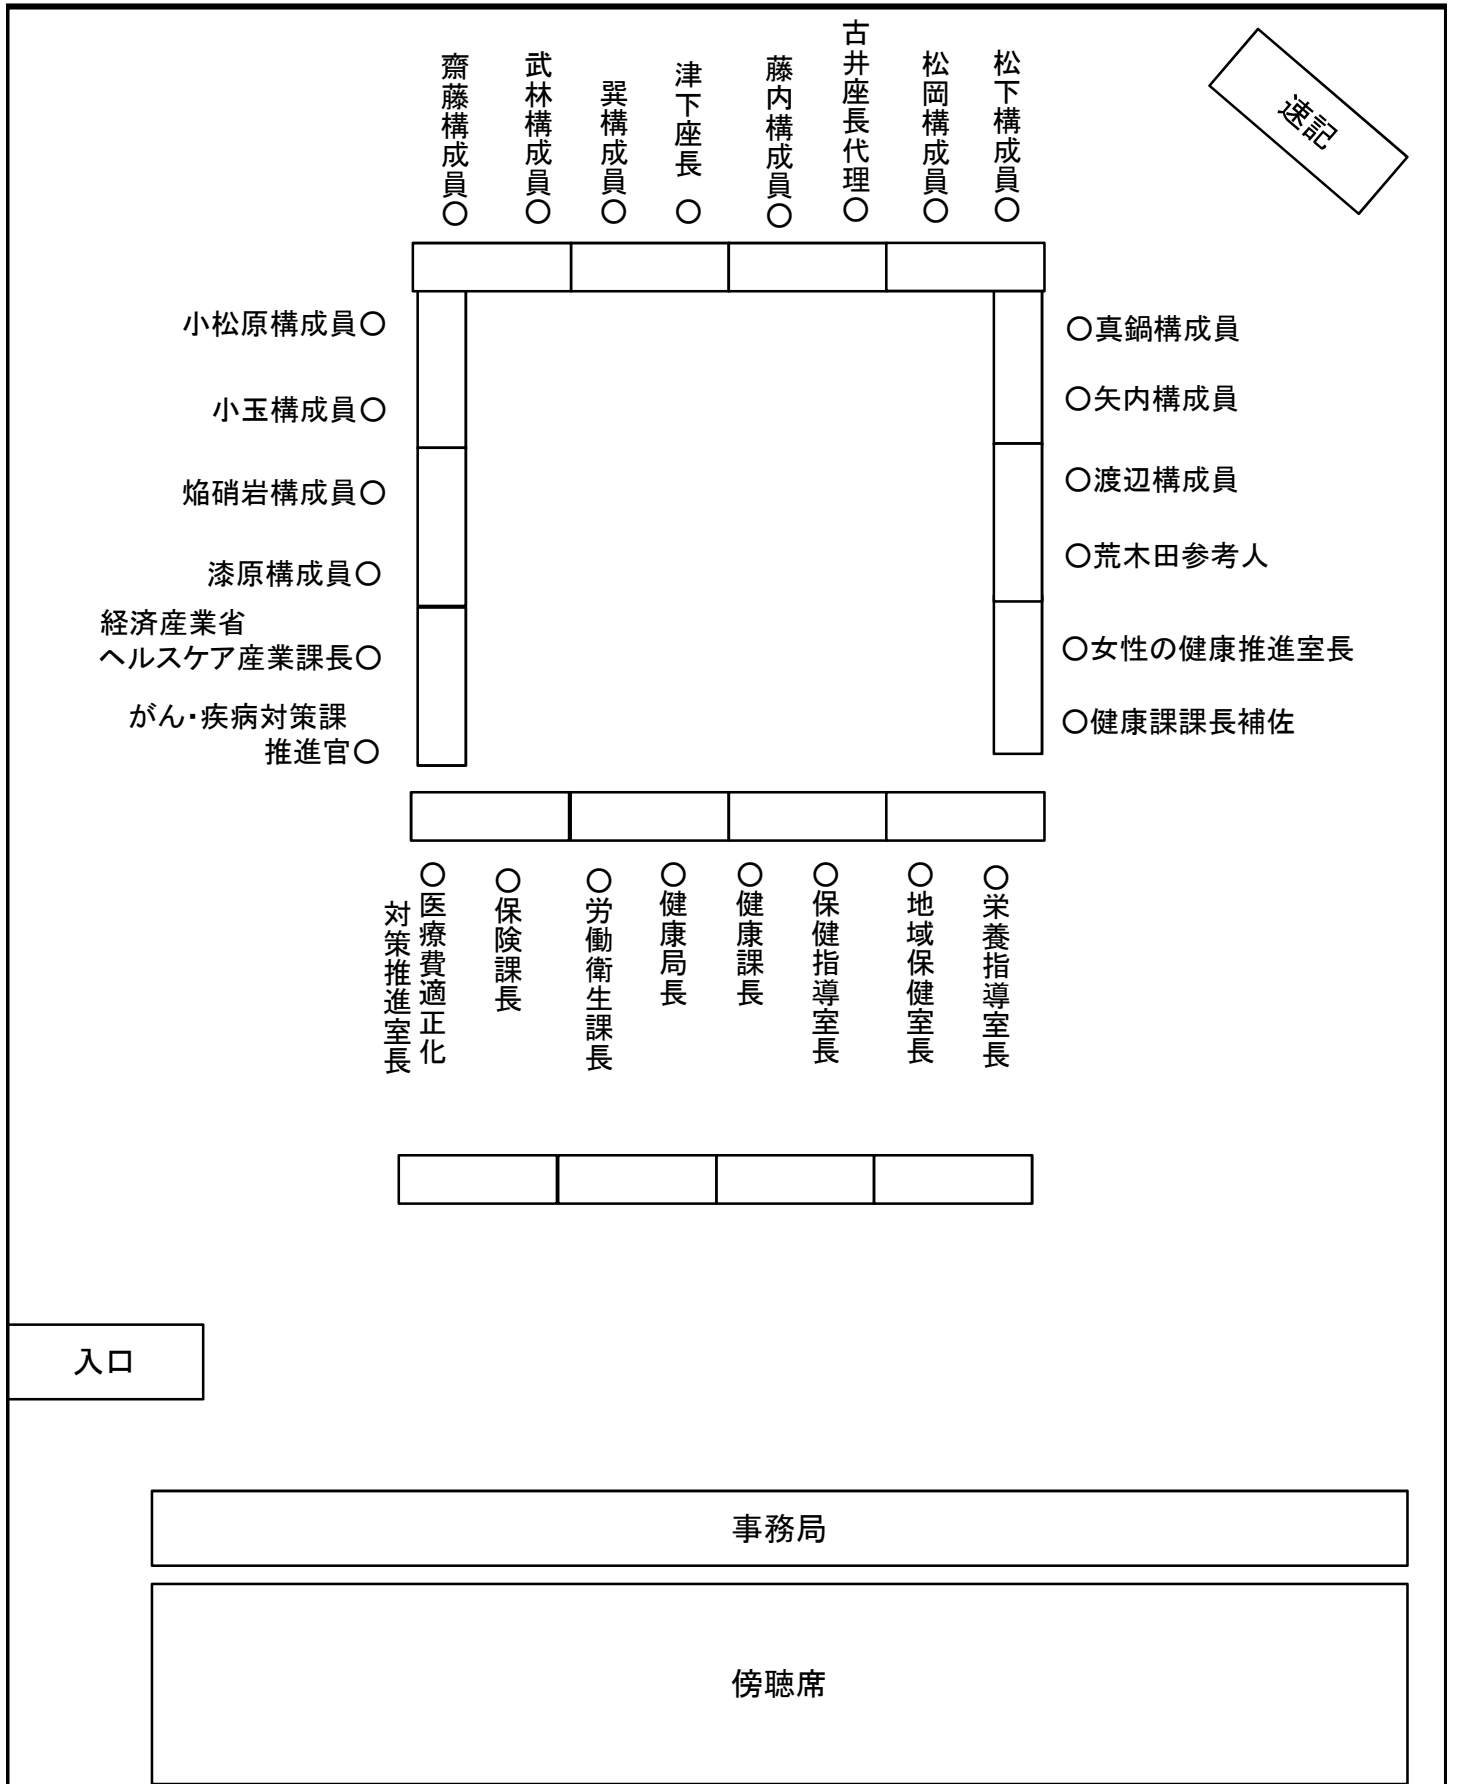 齋藤構成員○
武林構成員○
巽構成員○
津下座長○
藤内構成員○
古井座長代理○
松岡構成員○
松下構成員○
速記
小松原構成員○
小玉構成員○
焔硝岩構成員○
漆原構成員○
経済産業省
ヘルスケア産業課長○
がん・疾病対策課
推進官○
○真鍋構成員
○矢内構成員
○渡辺構成員
○荒木田参考人
○女性の健康推進室長
○健康課課長補佐
○医療費適正化
対策推進室長
○保険課長
○労働衛生課長
○健康局長
○健康課長
○保健指導室長
○地域保健室長
○栄養指導室長
入口
事務局
傍聴席